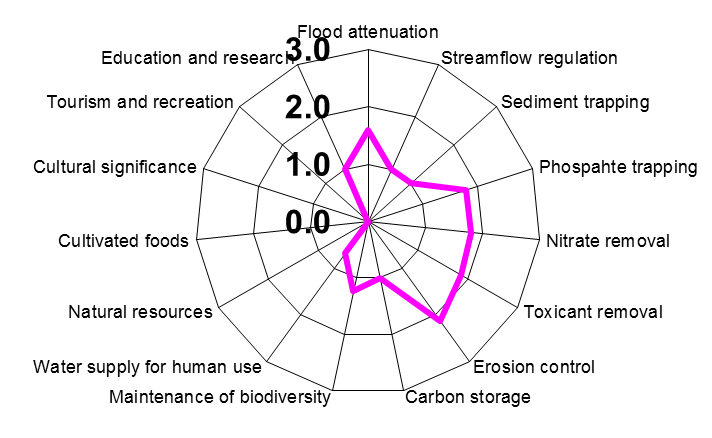 Flood attenuation
Education and research
3.0
Streamflow regulation
Tourism and recreation
2.0
Sediment trapping
Cultural significance
1.0
Phospahte trapping
0.0
Cultivated foods
Nitrate removal
Natural resources
Toxicant removal
Water supply for human use
Erosion control
Maintenance of biodiversity
Carbon storage